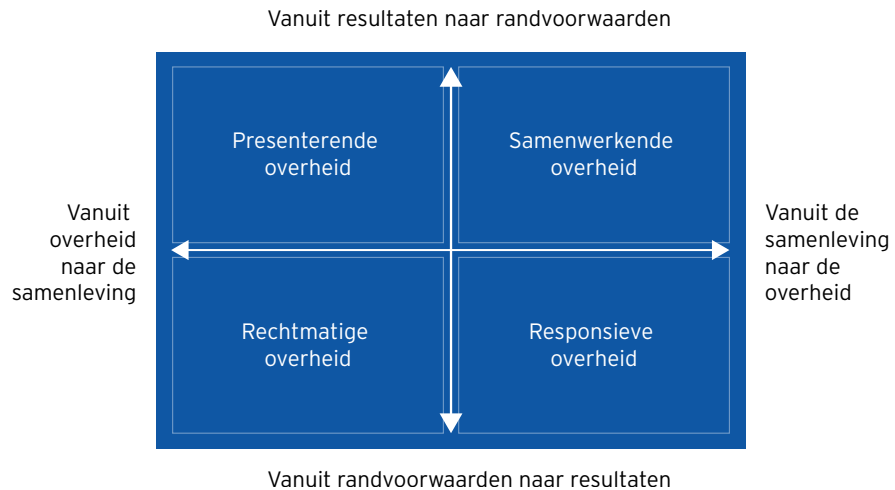 Vanuit resultaten naar randvoorwaarden
Presenterende
overheid
Samenwerkende
overheid
Vanuit
overheid
naar de
samenleving
Vanuit de
samenleving
naar de
overheid
Rechtmatige
overheid
Responsieve
overheid
Vanuit randvoorwaarden naar resultaten